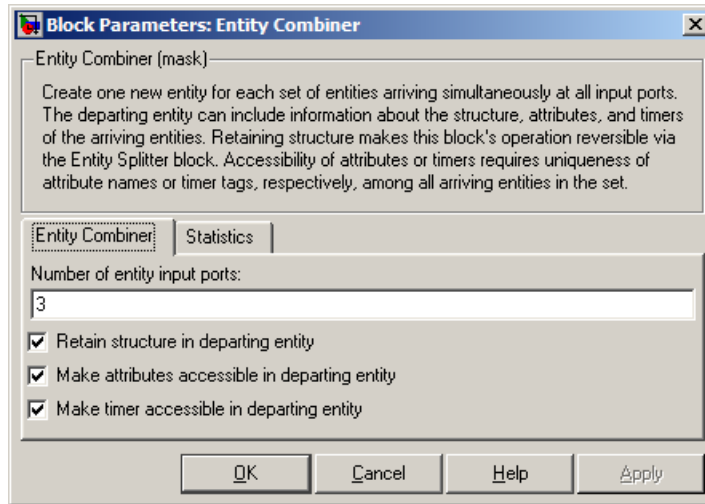 Block Parameters: Entity Combiner
Entity Combiner (mask)
Create one new entity for each set of entities arriving simultaneously at all input ports.
The departing entity can include information about the structure, attributes, and timers
of the arriving entities. Retaining structure makes this block's operation reversible via
the Entity Splitter block. Accessibility of attributes or timers requires uniqueness of
attribute names or timer tags, respectively, among all arriving entities in the set.
Entity Combiner Statistics
Number of entity input ports:
3
Retain structure in departing entity
Make attributes accessible in departing entity
Make timer accessible in departing entity
OK Cancel Help Apply